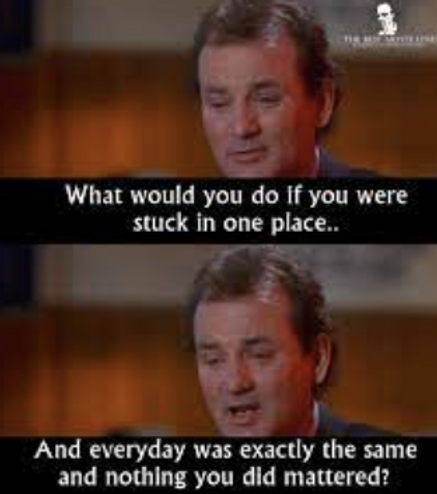 What would you do if you were
stuck in one place..
And everyday was exactly the same
and nothing you did mattered?